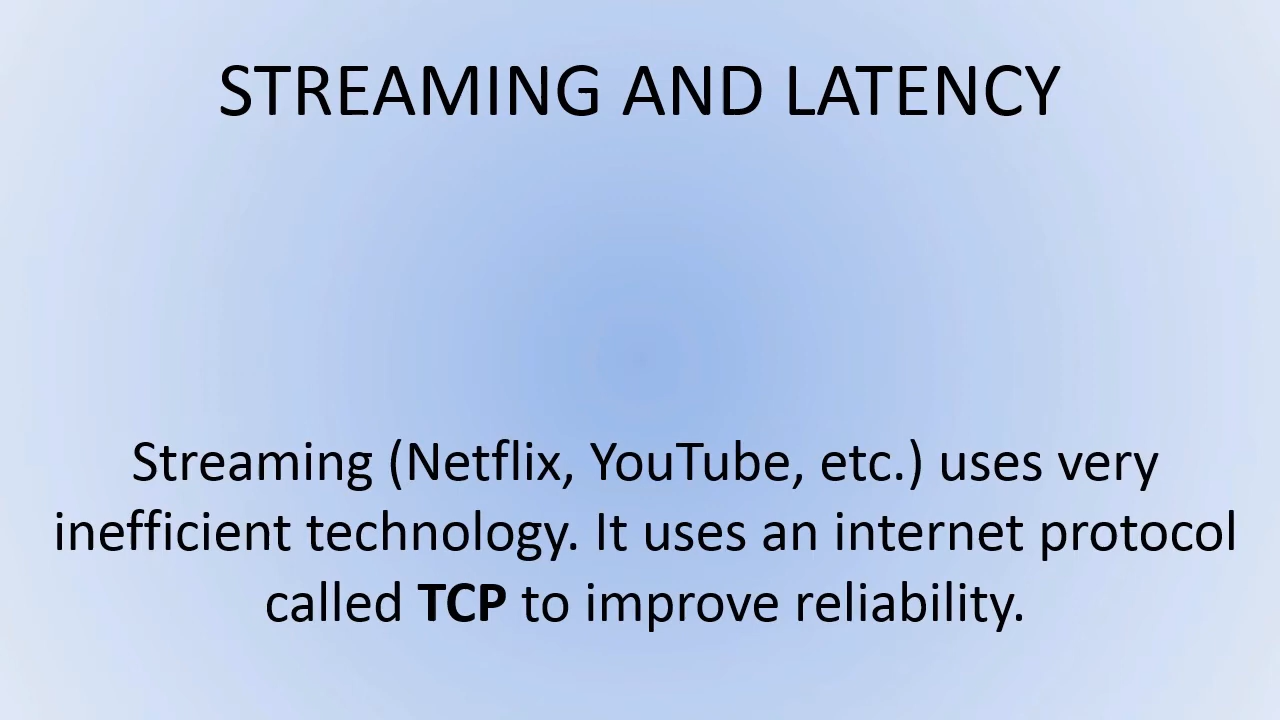 STREAMING AND LATENCY
Streaming (Netflix, YouTube, etc.) uses very
inefficient technology. It uses an internet protocol
called TCP to improve reliability.